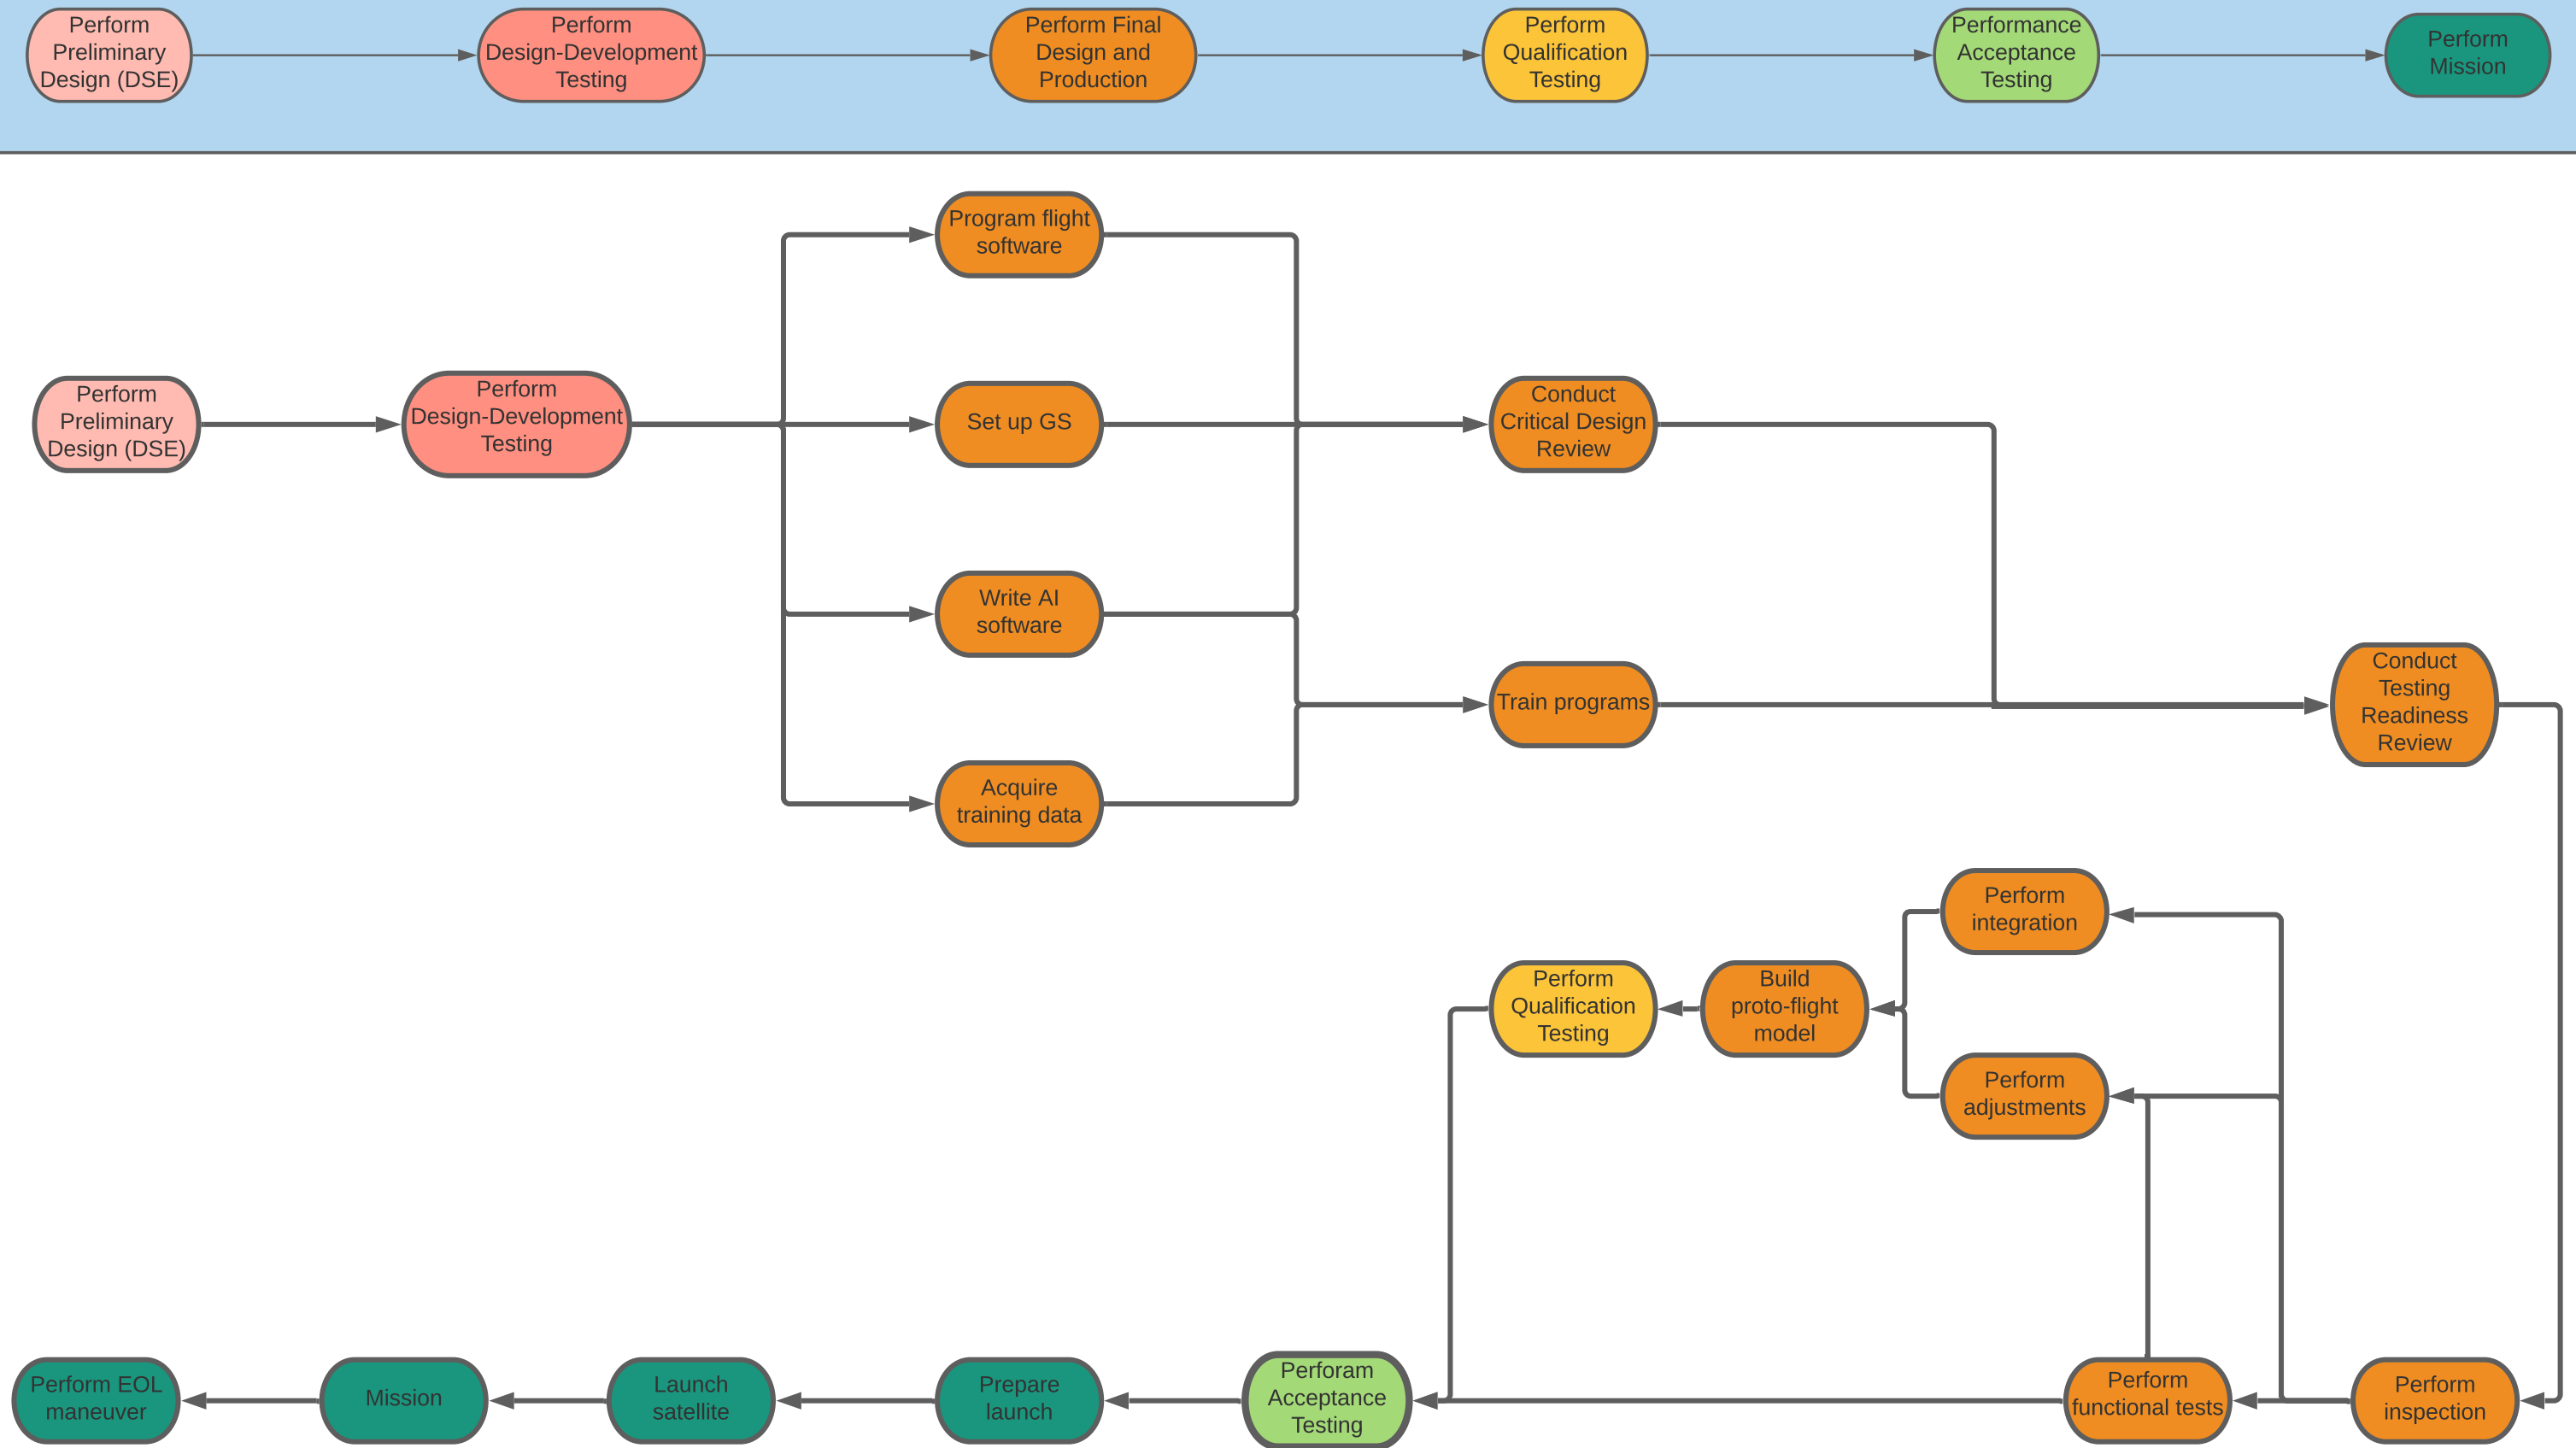 Perform
Preliminary
Design (DSE)
Perform
Design-Development
Testing
Perform Final
Design and
Production
Perform
Qualification
Testing
Performance
Acceptance
Testing
Perform
Mission
Program flight
software
Perform
Preliminary
Design (DSE)
Perform
Design-Development
Testing
Set up GS
Conduct
Critical Design
Review
Write AI
software
Train programs
Conduct
Testing
Readiness
Review
Acquire
training data
Perform
integration
Perform
Qualification
Testing
Build
proto-flight
model
Perform
adjustments
Perform EOL
maneuver
Mission
Launch
satellite
Prepare
launch
Perforam
Acceptance
Testing
Perform
functional tests
Perform
inspection